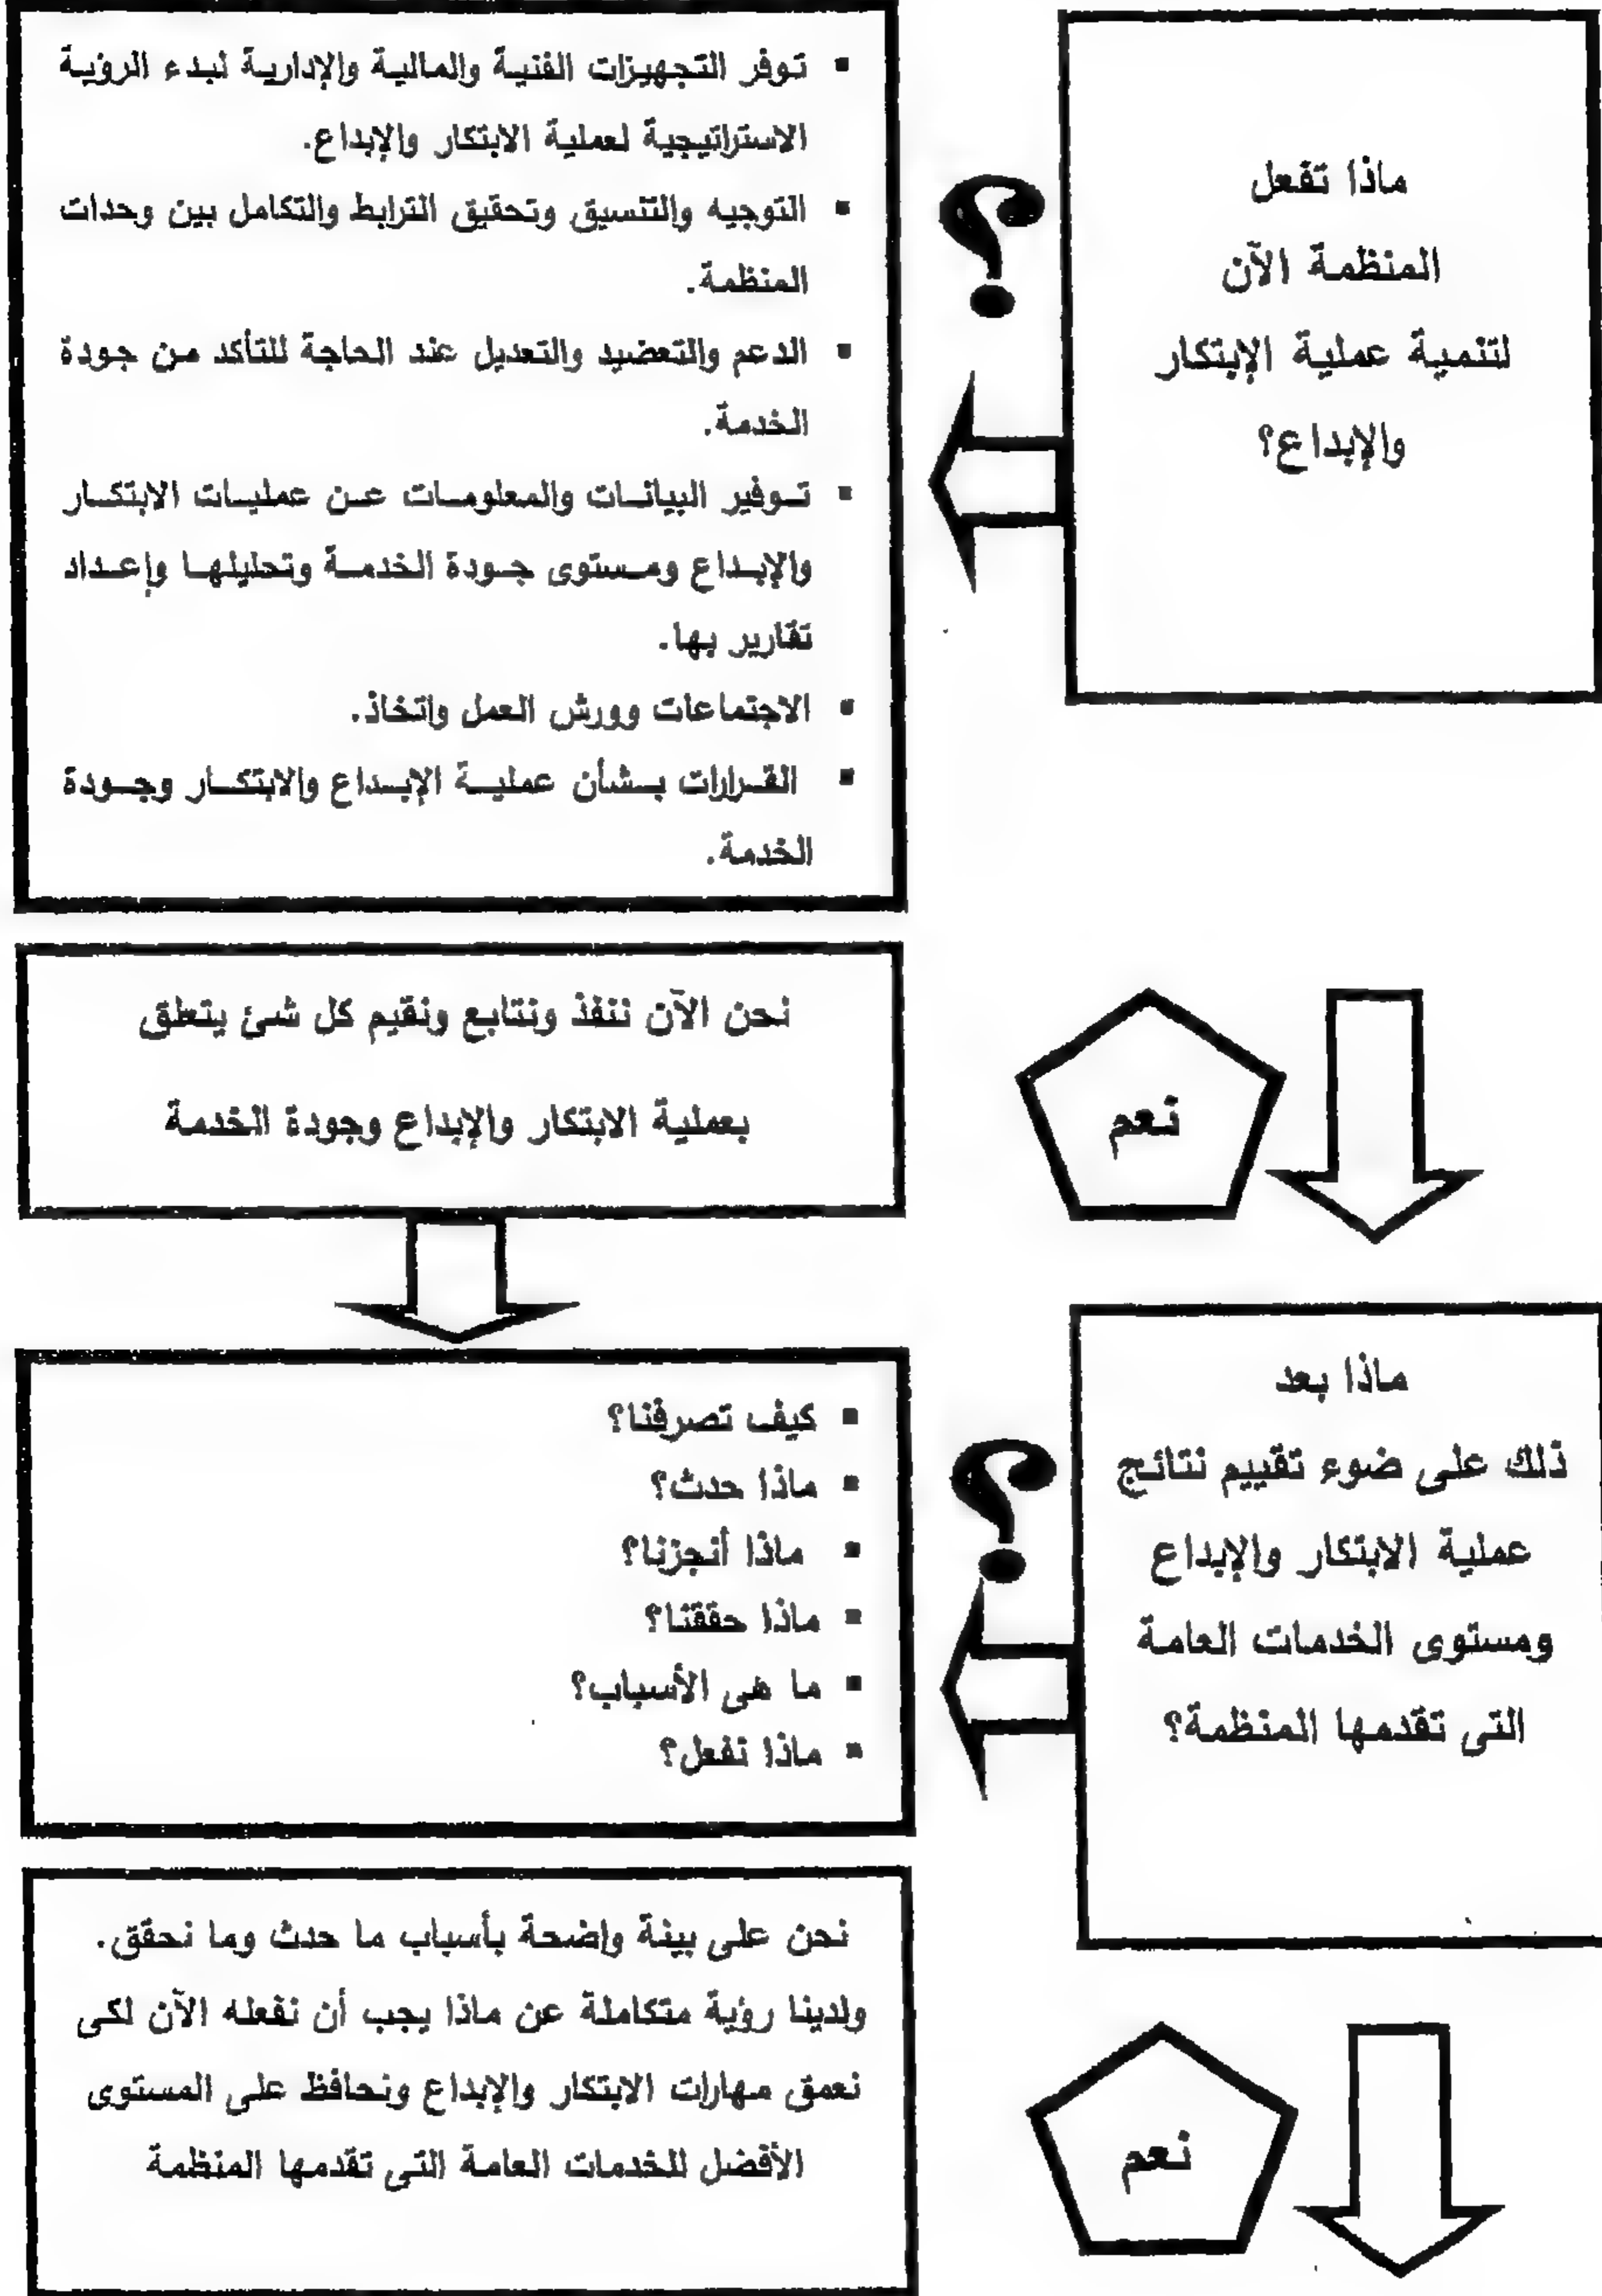 ماذا تفعل
المنظمة الآن
لتنمية عملية الإبتكار
والإبداع؟
؟
▪ توفر التجهيزات الفنية والمالية والإدارية لبدء الرؤية
الاستراتيجية لعملية الابتكار والإبداع.
▪ التوجيه والتنسيق وتحقيق الترابط والتكامل بين وحدات
المنظمة.
▪ الدعم والتعضيد والتعديل عند الحاجة للتأكد من جودة
الخدمة.
▪ توفير البيانات والمعلومات عن عمليات الابتكار
والإبداع ومستوى جودة الخدمة وتحليلها وإعداد
تقارير بها.
▪ الاجتماعات وورش العمل واتخاذ.
▪ القرارات بشأن عملية الإبداع والابتكار وجودة
الخدمة.
نعم
نحن الآن ننفذ ونتابع ونقيم كل شئ يتعلق
بعملية الابتكار والإبداع وجودة الخدمة
ماذا بعد
ذلك على ضوء تقييم نتائج
عملية الابتكار والإبداع
ومستوى الخدمات العامة
التى تقدمها المنظمة؟
؟
▪ كيف تصرفنا؟
▪ ماذا حدث؟
▪ ماذا أنجزنا؟
▪ ماذا حققنا؟
▪ ما هى الأسباب؟
▪ ماذا نفعل؟
نعم
نحن على بينة واضحة بأسباب ما حدث وما نحقق.
ولدينا رؤية متكاملة عن ماذا يجب أن نفعله الآن لكى
نعمق مهارات الابتكار والإبداع ونحافظ على المستوى
الأفضل للخدمات العامة التى تقدمها المنظمة